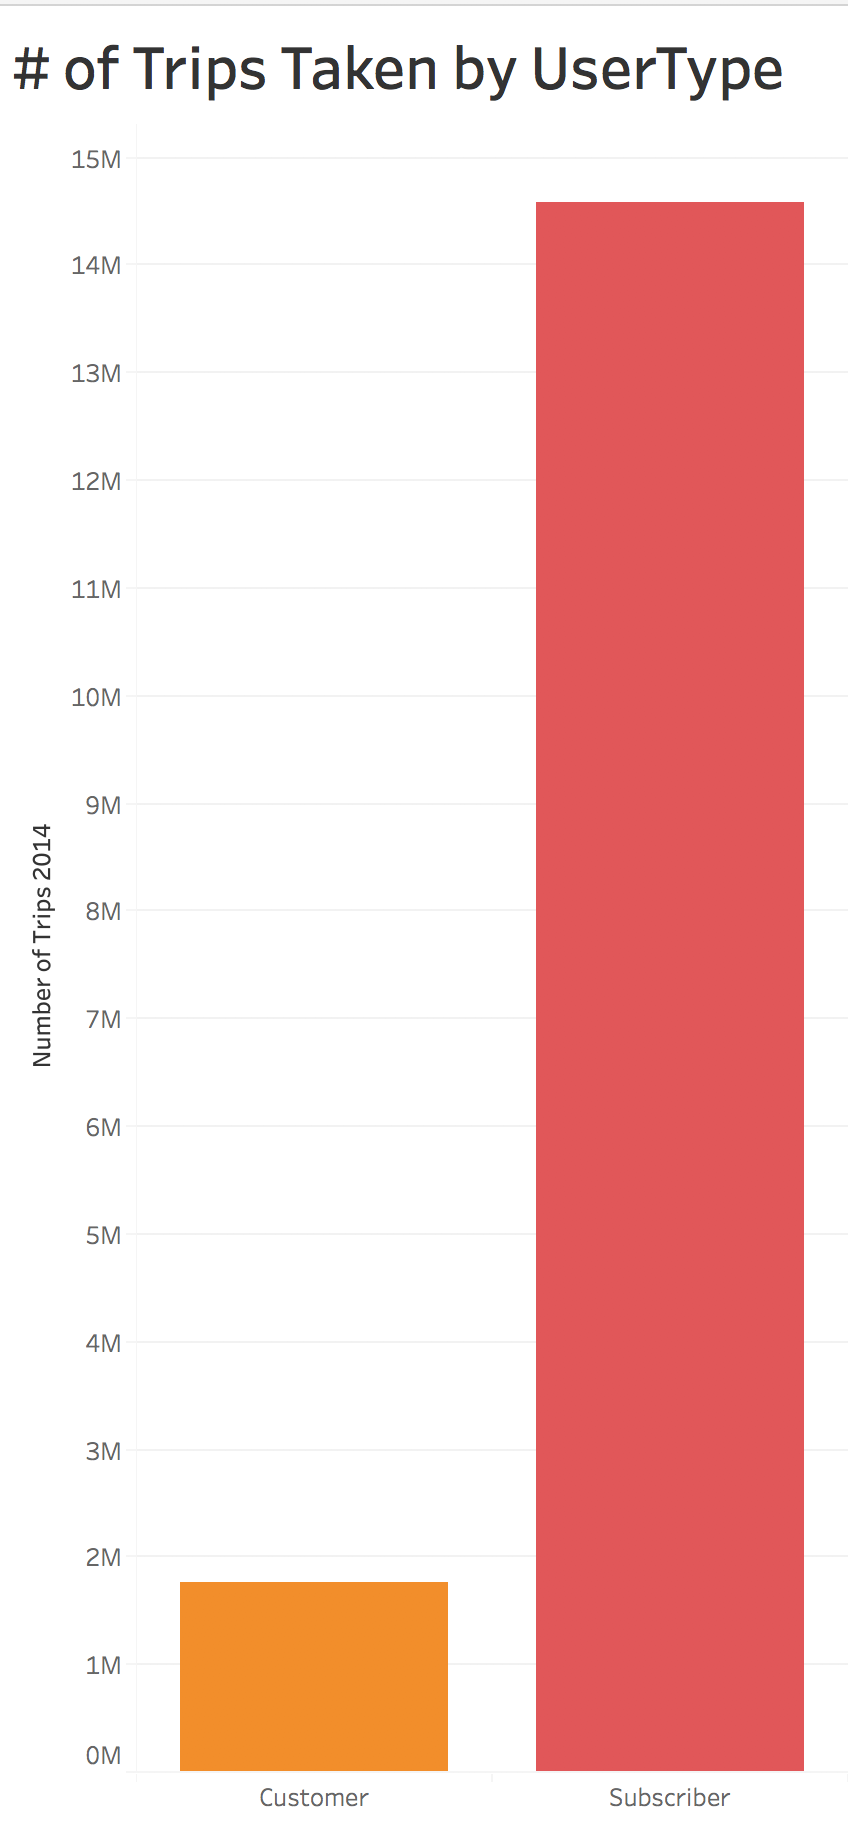 # of Trips Taken by UserType
15M
14M
13M
12M
11M
10M
9M
8M
7M
6M
5M
4M
3M
2M
1M
0M
Number of Trips 2014
Customer
Subscriber